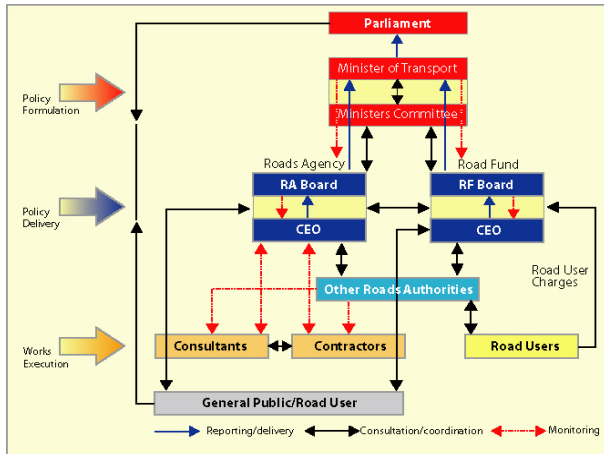 Parliament
Minister of Transport
Policy
Formulation
Ministers Committee
Roads Agency
Road Fund
RA Board
RF Board
Policy
Delivery
CEO
CEO
Road User
Charges
Other Roads Authorities
Works
Execution
Consultants
Contractors
Road Users
General Public/Road User
Reporting/delivery
Consultation/coordination
Monitoring